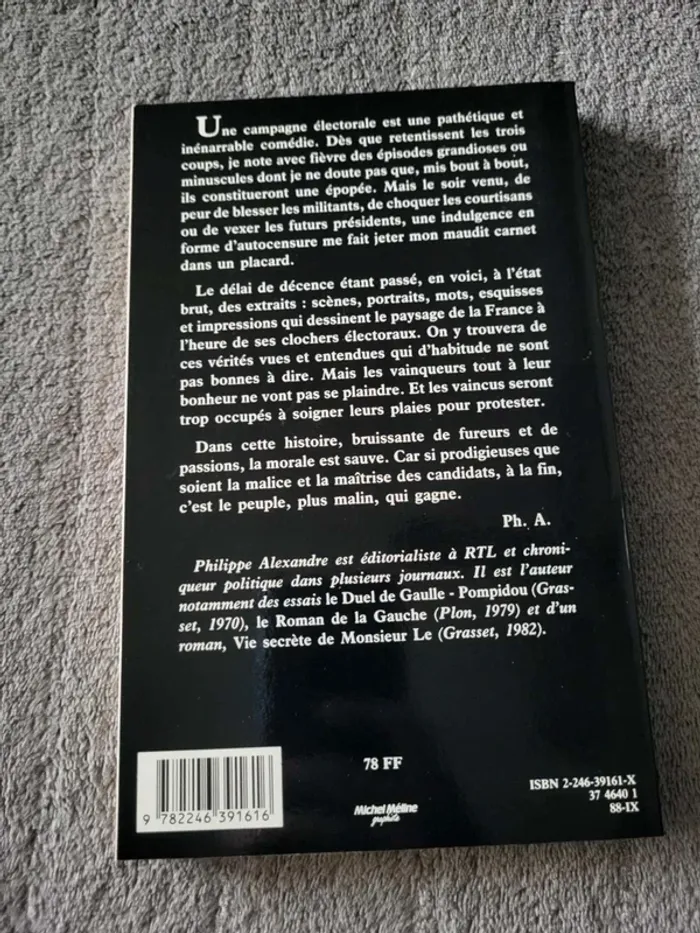 Une campagne électorale est une pathétique et
inénarrable comédie. Dès que retentissent les trois
coups, je note avec fièvre des épisodes grandioses ou
minuscules dont je ne doute pas que, mis bout à bout,
ils constitueront une épopée. Mais le soir venu, de
peur de blesser les militants, de choquer les courtisans
ou de vexer les futurs présidents, une indulgence en
forme d'autocensure me fait jeter mon maudit carnet
dans un placard.
Le délai de décence étant passé, en voici, à l'état
brut, des extraits : scènes, portraits, mots, esquisses
et impressions qui dessinent le paysage de la France à
l'heure de ses clochers électoraux. On y trouvera de
ces vérités vues et entendues qui d'habitude ne sont
pas bonnes à dire. Mais les vainqueurs tout à leur
bonheur ne vont pas se plaindre. Et les vaincus seront
trop occupés à soigner leurs plaies pour protester.
Dans cette histoire, bruissante de fureurs et de
passions, la morale est sauve. Car si prodigieuses que
soient la malice et la maîtrise des candidats, à la fin,
c'est le peuple, plus malin, qui gagne.
Ph. A.
Philippe Alexandre est éditorialiste à RTL et chroni-
queur politique dans plusieurs journaux. Il est l'auteur
notamment des essais le Duel de Gaulle - Pompidou (Gras-
set, 1970), le Roman de la Gauche (Plon, 1979) et d'un
roman, Vie secrète de Monsieur Le (Grasset, 1982).
78 FF
Michel Méline
graphiste
9 782246 391616
ISBN 2-246-39161-X
37 4640 1
88-IX